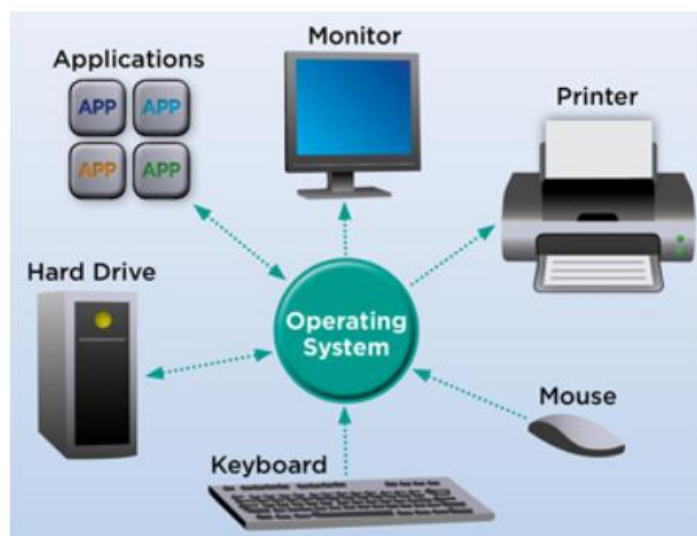 Monitor
Applications
Printer
APP APP
APP APP
Hard Drive
Operating
System
Mouse
Keyboard